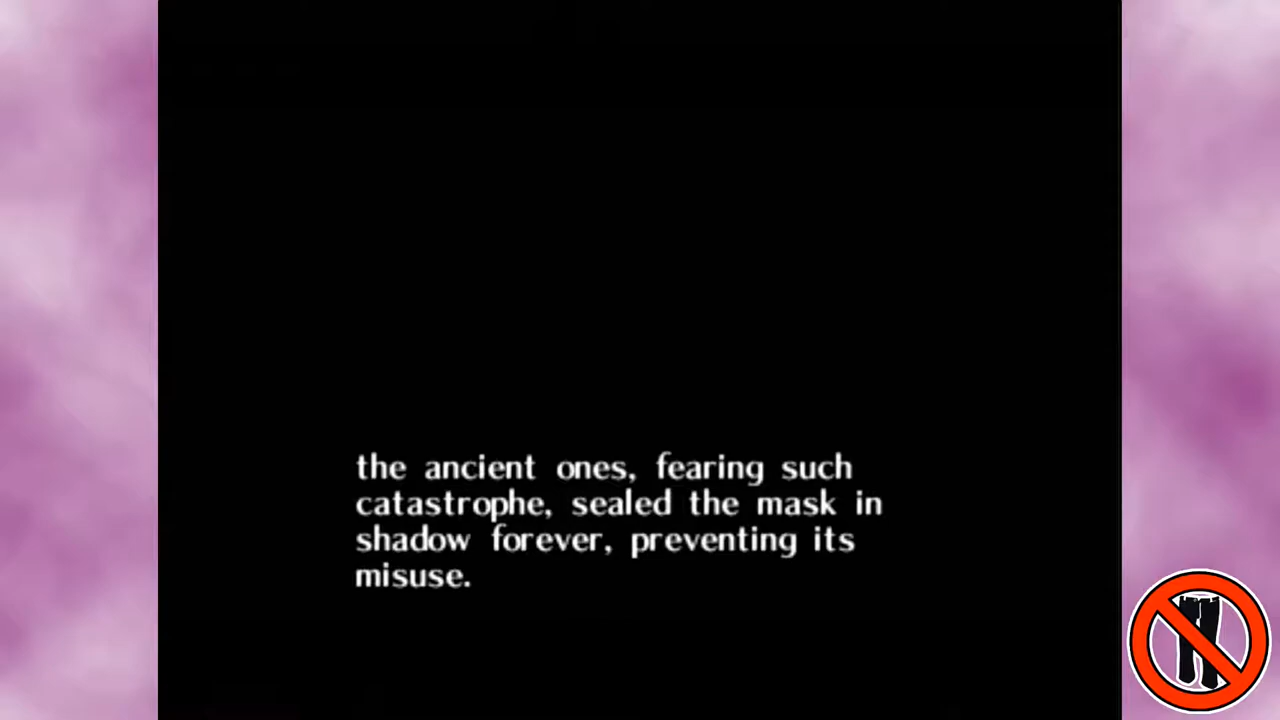 the ancient ones, fearing such
catastrophe, sealed the mask in
shadow forever, preventing its
misuse.